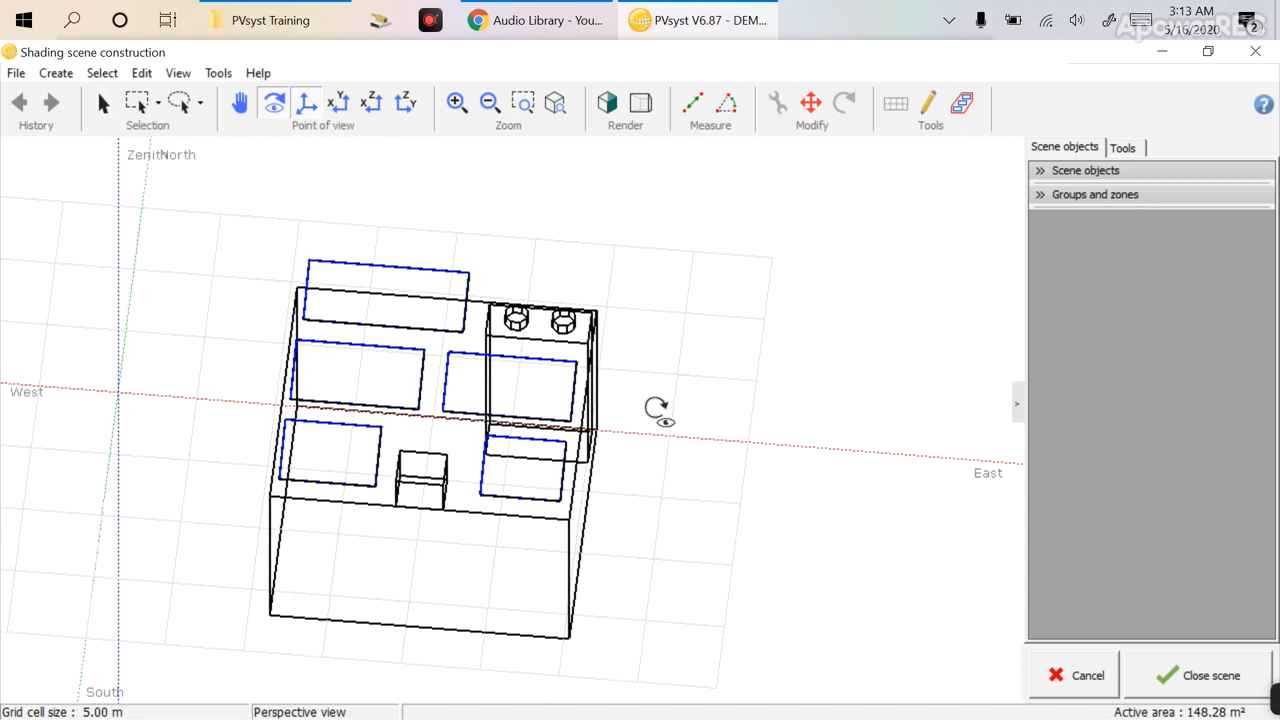 PVsyst Training
Audio Library - You...
PVsyst V6.87 - DEM...
3:13 AM
5/16/2020
2
ApowerREC
Shading scene construction
File Create Select Edit View Tools Help
History Selection Point of view Zoom Render Measure Modify Tools
Zenith
North
West
East
South
Scene objects Tools
Scene objects
Groups and zones
Cancel Close scene
Grid cell size : 5.00 m Perspective view Active area : 148.28 m²